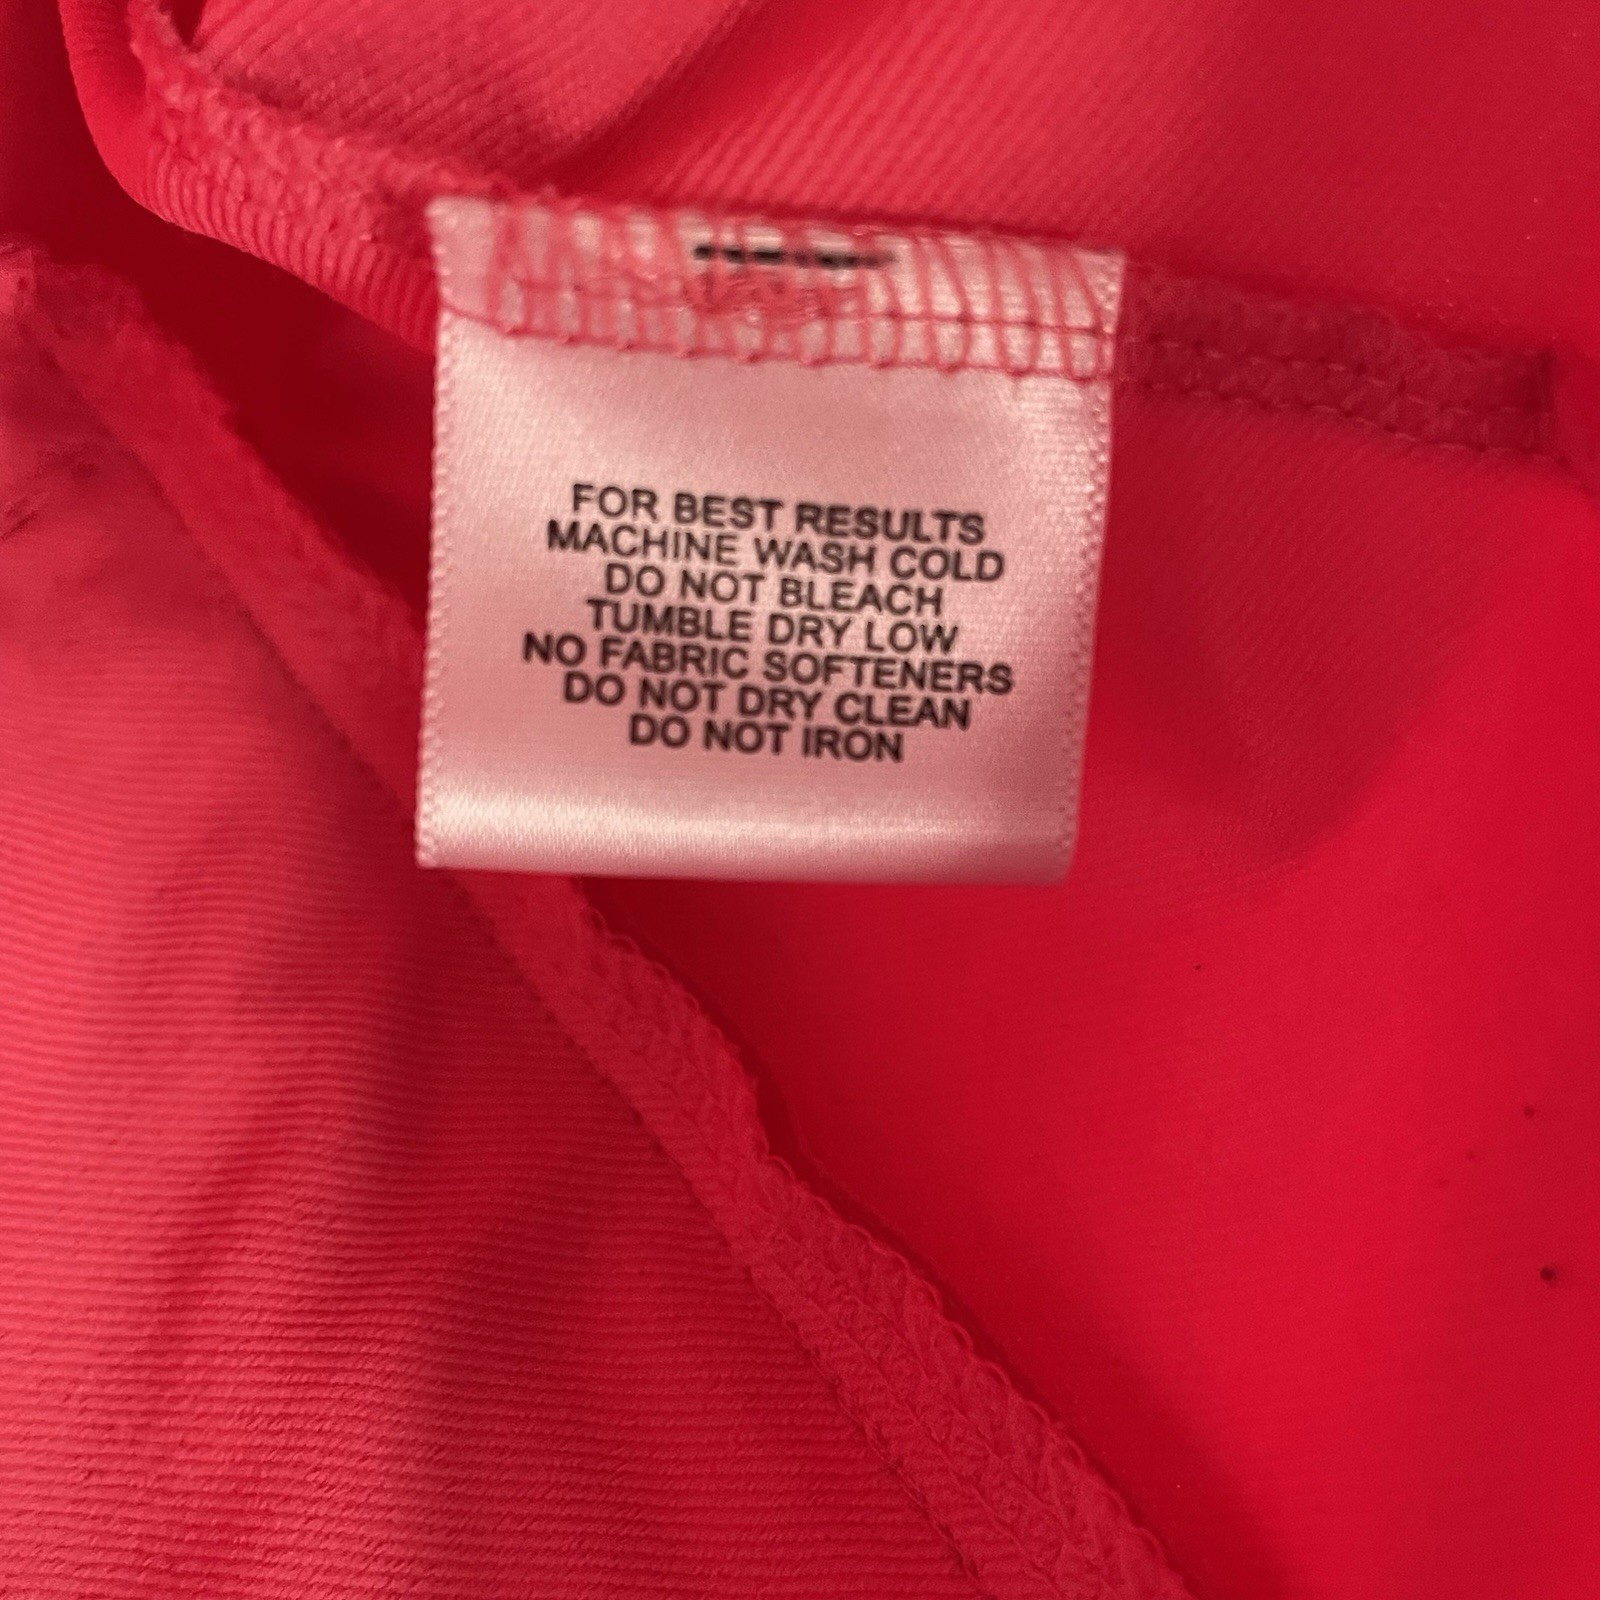 FOR BEST RESULTS
MACHINE WASH COLD
DO NOT BLEACH
TUMBLE DRY LOW
NO FABRIC SOFTENERS
DO NOT DRY CLEAN
DO NOT IRON